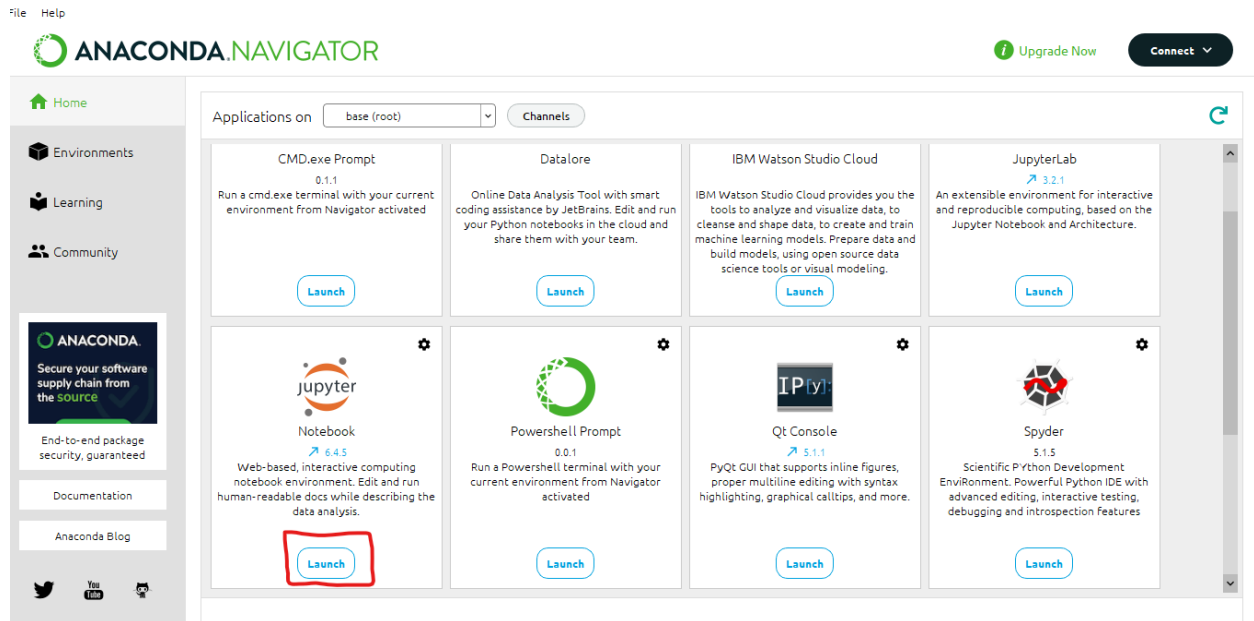 File Help
ANACONDA.NAVIGATOR
Upgrade Now
Connect
Home
Environments
Learning
Community
ANACONDA.
Secure your software
supply chain from
the source
End-to-end package
security, guaranteed
Documentation
Anaconda Blog
You
Tube
Applications on
base (root)
Channels
CMD.exe Prompt
0.1.1
Run a cmd.exe terminal with your current
environment from Navigator activated
Launch
Datalore
Online Data Analysis Tool with smart
coding assistance by JetBrains. Edit and run
your Python notebooks in the cloud and
share them with your team.
Launch
IBM Watson Studio Cloud
IBM Watson Studio Cloud provides you the
tools to analyze and visualize data, to
cleanse and shape data, to create and train
machine learning models. Prepare data and
build models, using open source data
science tools or visual modeling.
Launch
JupyterLab
3.2.1
An extensible environment for interactive
and reproducible computing, based on the
Jupyter Notebook and Architecture.
Launch
jupyter
Notebook
6.4.5
Web-based, interactive computing
notebook environment. Edit and run
human-readable docs while describing the
data analysis.
Launch
Powershell Prompt
0.0.1
Run a Powershell terminal with your
current environment from Navigator
activated
Launch
IP[y]:
Qt Console
5.1.1
PyQt GUI that supports inline figures,
proper multiline editing with syntax
highlighting, graphical calltips, and more.
Launch
Spyder
5.1.5
Scientific PYthon Development
EnviRonment. Powerful Python IDE with
advanced editing, interactive testing,
debugging and introspection features
Launch